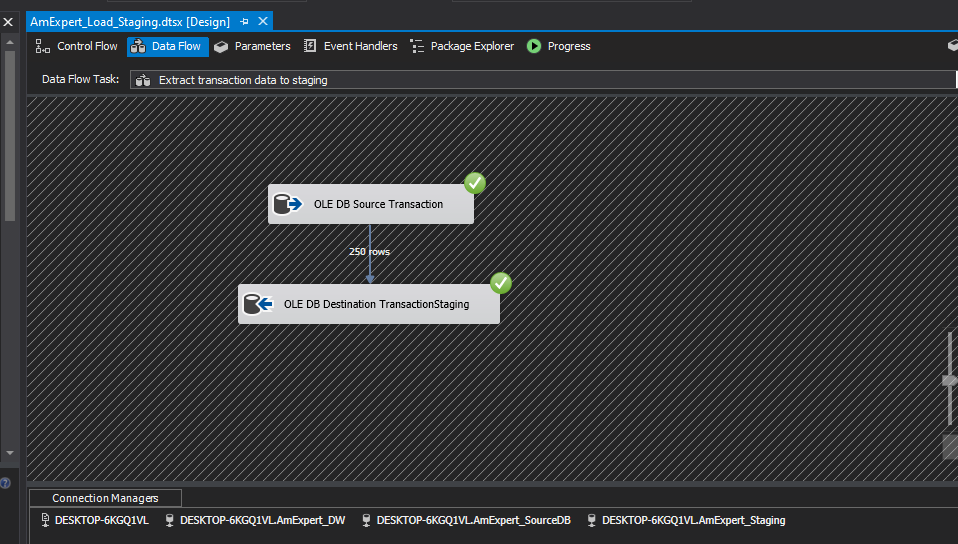 AmExpert_Load_Staging.dtsx [Design]
Control Flow Data Flow Parameters Event Handlers Package Explorer Progress
Data Flow Task: Extract transaction data to staging
OLE DB Source Transaction
250 rows
OLE DB Destination TransactionStaging
Connection Managers
DESKTOP-6KGQ1VL DESKTOP-6KGQ1VL.AmExpert_DW DESKTOP-6KGQ1VL.AmExpert_SourceDB DESKTOP-6KGQ1VL.AmExpert_Staging